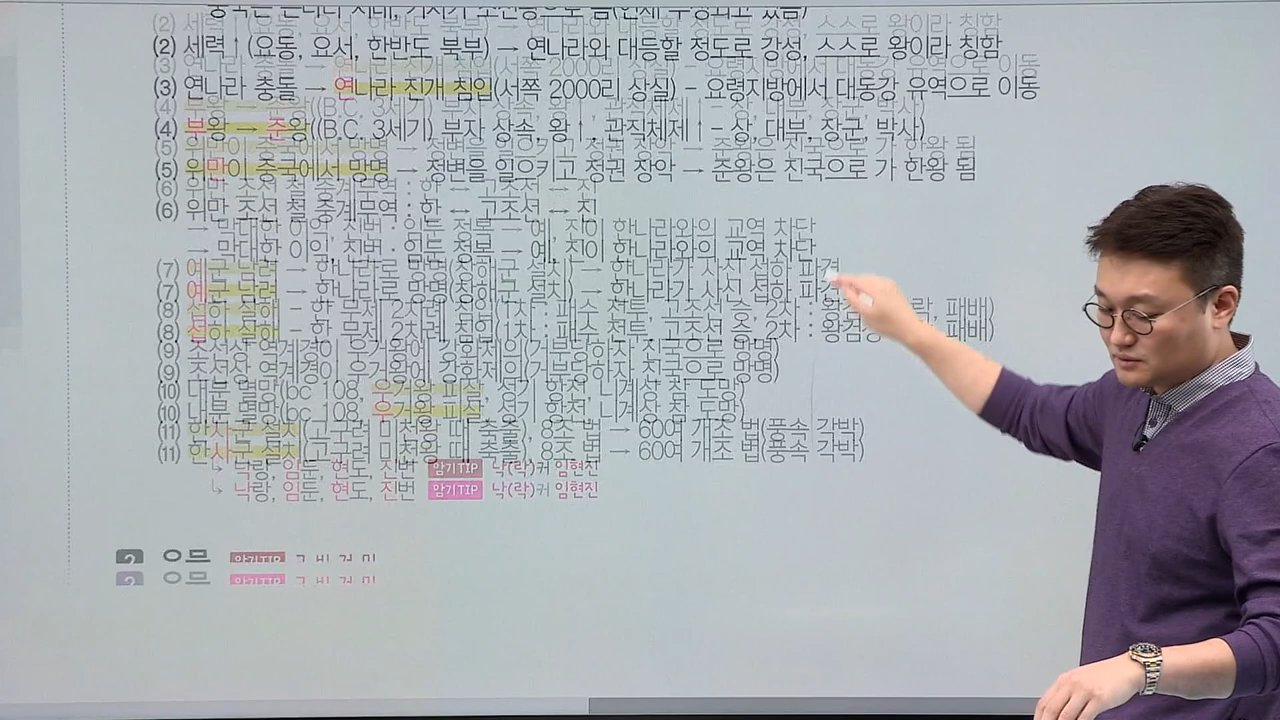 (2) 세력↑(요동, 요서, 한반도 북부) → 연나라와 대등할 정도로 강성, 스스로 왕이라 칭함
(3) 연나라 충돌 → 연나라 진개 침입(서쪽 2000리 상실) - 요령지방에서 대동강 유역으로 이동
(4) 부왕 → 준왕((B.C. 3세기) 부자 상속, 왕↑, 관직체제↑ - 상, 대부, 장군, 박사)
(5) 위만이 중국에서 망명 → 정변을 일으키고 정권 장악 → 준왕은 진국으로 가 한왕 됨
(6) 위만 조선 철 중계무역 : 한 ↔ 고조선 ↔ 진
→ 막대한 이익, 진번 · 임둔 정복 → 예, 진이 한나라와의 교역 차단
(7) 예군 남려 → 한나라로 망명(창해군 설치) → 한나라가 사신 섭하 파견
(8) 섭하 살해 - 한 무제 2차례 침입(1차 : 패수 전투, 고조선 승, 2차 : 왕검성 패배)
(9) 조선상 역계경이 우거왕에 강화제의(거부당하자 진국으로 망명)
(10) 내분 멸망(bc 108, 우거왕 피살, 성기 항전, 니계상 참 도망)
(11) 한사군 설치(고구려 미천왕 때 축출), 8조 법 → 60여 개조 법(풍속 각박)
↳ 낙랑, 임둔, 현도, 진번 암기TIP 낙(락)커 임현진
2 유물 암기TIP